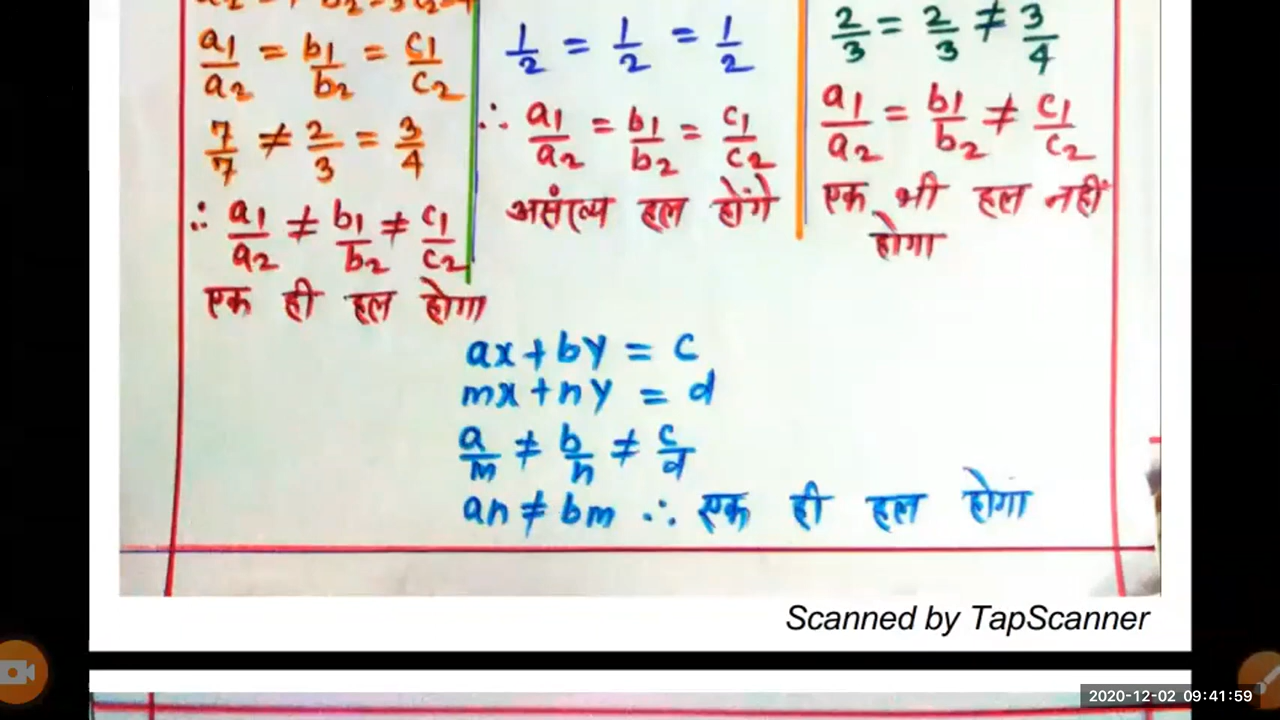 a₁/a₂ = b₁/b₂ = c₁/c₂
7/7 ≠ 2/3 = 3/4
∴ a₁/a₂ ≠ b₁/b₂ ≠ c₁/c₂
एक ही हल होगा
1/2 = 1/2 = 1/2
∴ a₁/a₂ = b₁/b₂ = c₁/c₂
असंख्य हल होंगे
2/3 = 2/3 ≠ 3/4
a₁/a₂ = b₁/b₂ ≠ c₁/c₂
एक भी हल नहीं
होगा
ax+by = c
mx+ny = d
a/m ≠ b/n ≠ c/d
an ≠ bm ∴ एक ही हल होगा
Scanned by TapScanner
2020-12-02 09:41:59